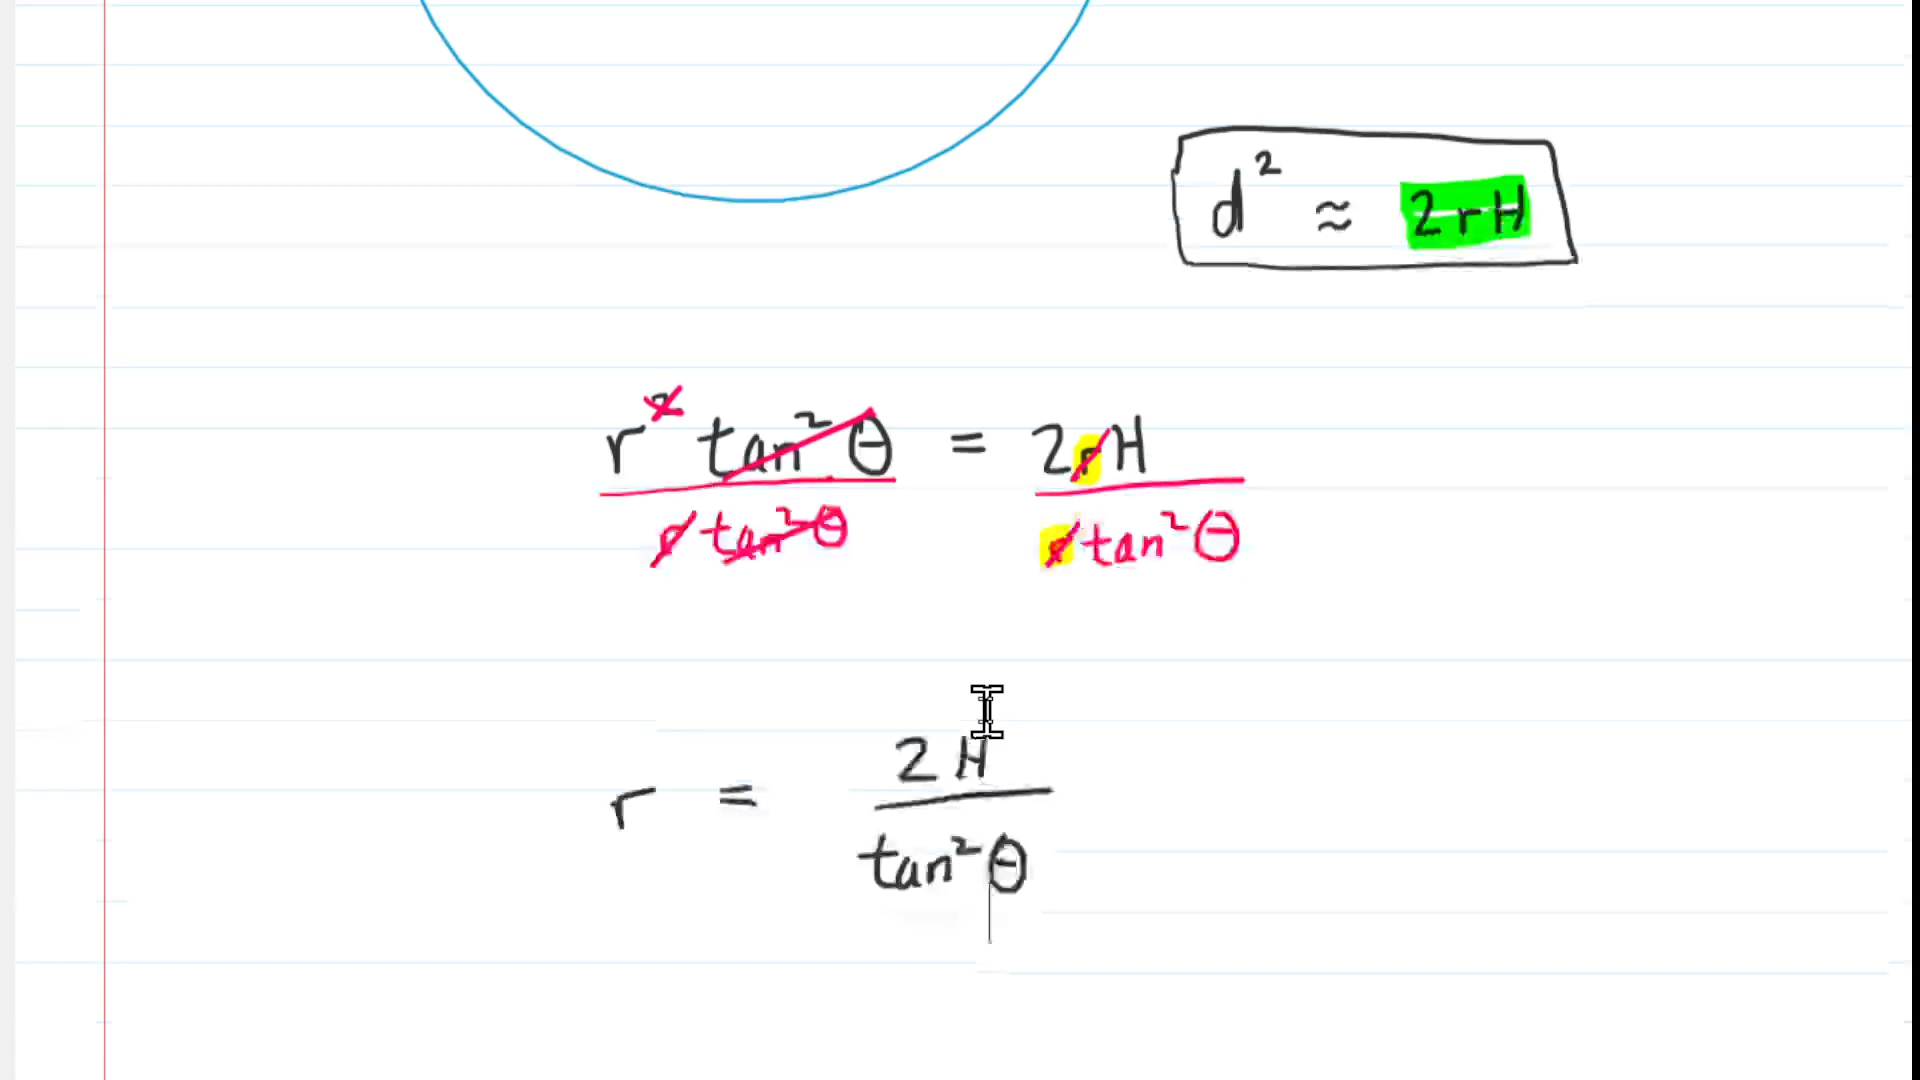 d² ≈ 2rH
r² tan²θ = 2rH
r tan²θ r tan²θ
r = 2H
tan²θ